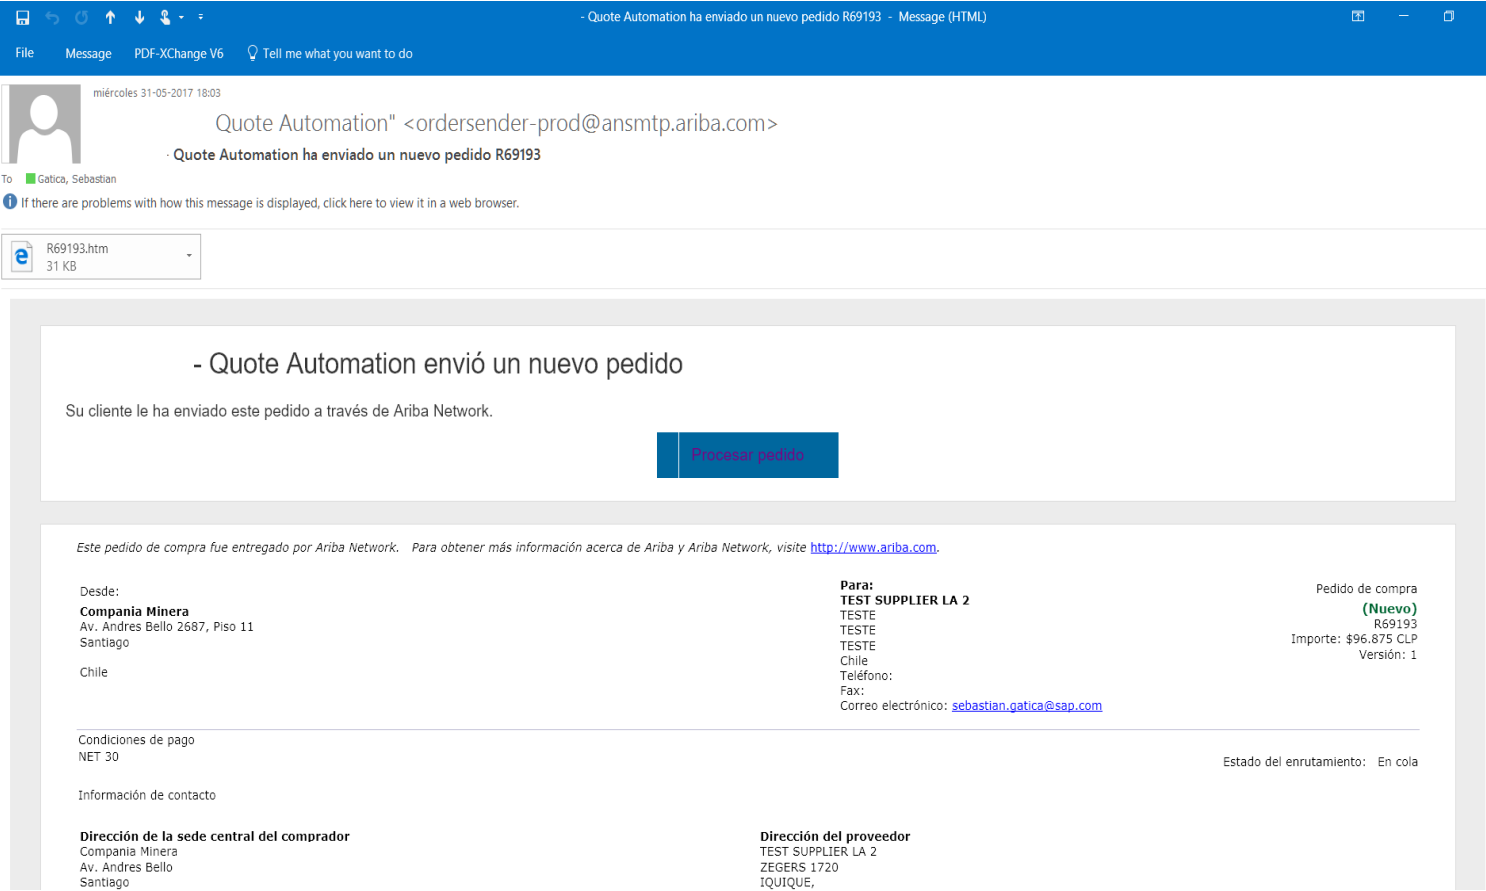 - Quote Automation ha enviado un nuevo pedido R69193 - Message (HTML)
File Message PDF-XChange V6 Tell me what you want to do
miércoles 31-05-2017 18:03
Quote Automation" <ordersender-prod@ansmtp.ariba.com>
· Quote Automation ha enviado un nuevo pedido R69193
To Gatica, Sebastian
If there are problems with how this message is displayed, click here to view it in a web browser.
R69193.htm
31 KB
- Quote Automation envió un nuevo pedido
Su cliente le ha enviado este pedido a través de Ariba Network.
Procesar pedido
Este pedido de compra fue entregado por Ariba Network. Para obtener más información acerca de Ariba y Ariba Network, visite http://www.ariba.com.
Desde:
Compania Minera
Av. Andres Bello 2687, Piso 11
Santiago
Chile
Para:
TEST SUPPLIER LA 2
TESTE
TESTE
TESTE
Chile
Teléfono:
Fax:
Correo electrónico: sebastian.gatica@sap.com
Pedido de compra
(Nuevo)
R69193
Importe: $96.875 CLP
Versión: 1
Condiciones de pago
NET 30
Estado del enrutamiento: En cola
Información de contacto
Dirección de la sede central del comprador
Compania Minera
Av. Andres Bello
Santiago
Dirección del proveedor
TEST SUPPLIER LA 2
ZEGERS 1720
IQUIQUE,